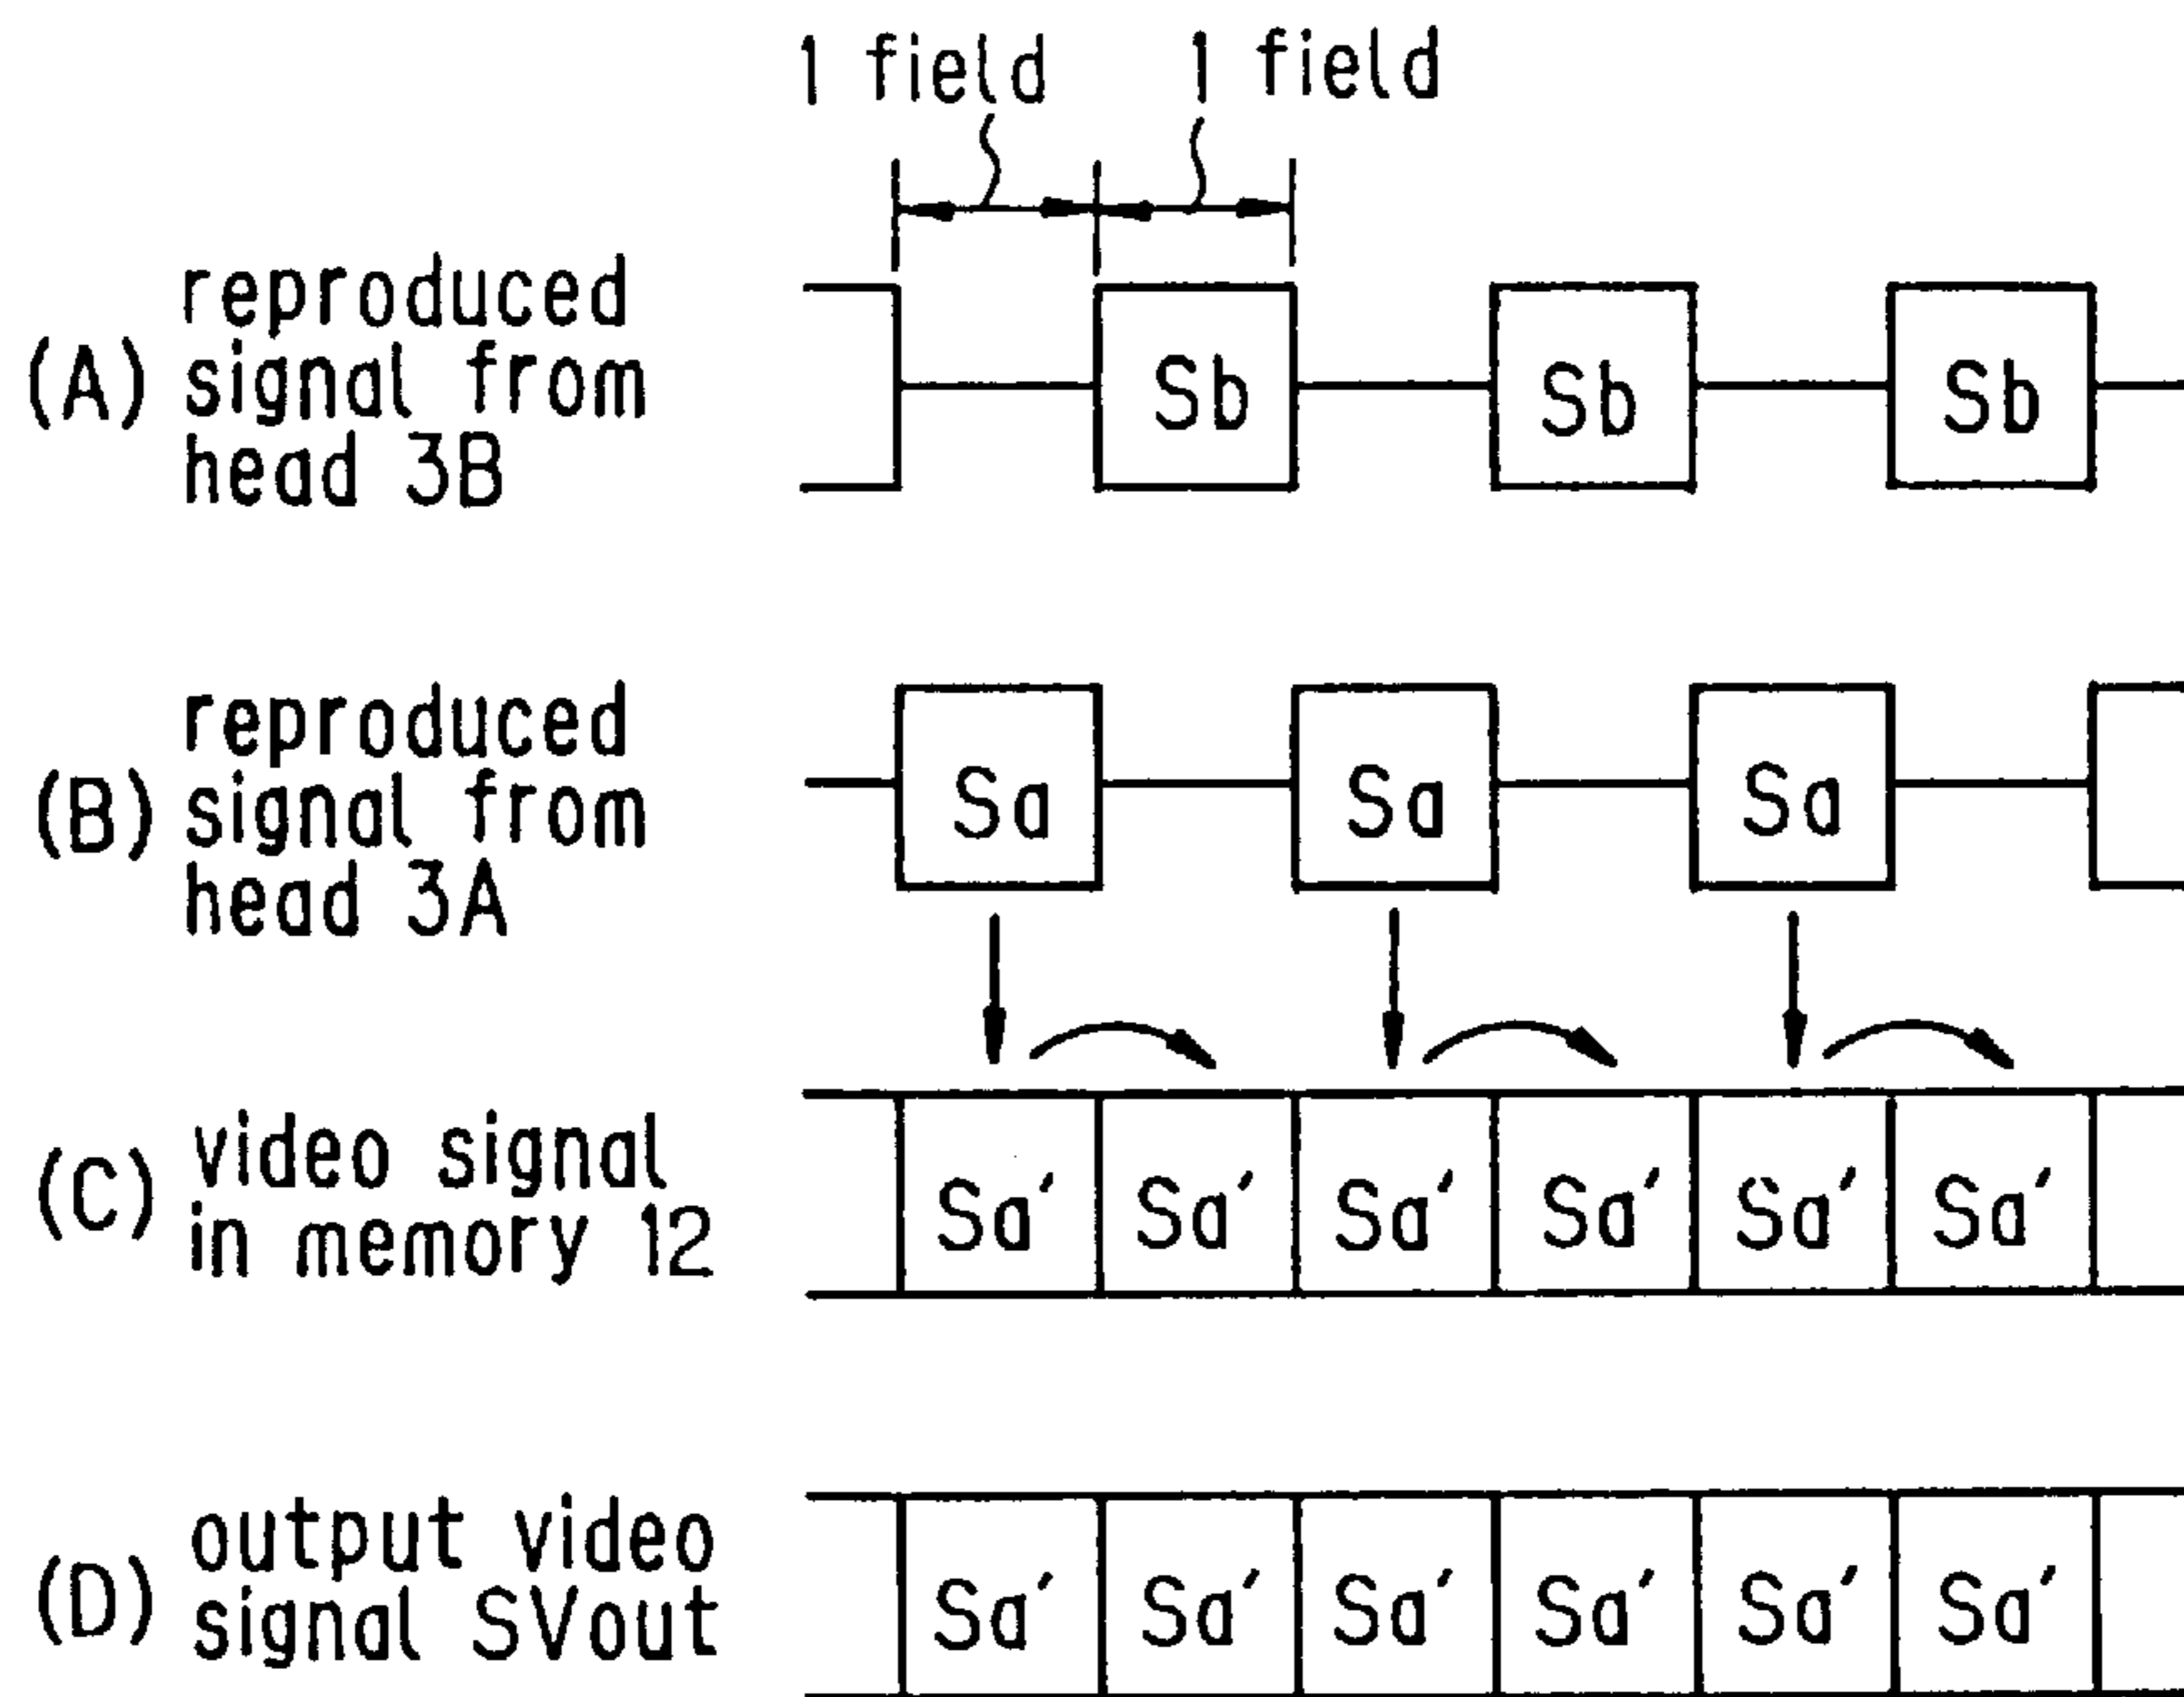 1 field 1 field
(A) reproduced
signal from
head 3B
Sb Sb Sb
(B) reproduced
signal from
head 3A
Sa Sa Sa
(C) video signal
in memory 12
Sa′ Sa′ Sa′ Sa′ Sa′ Sa′
(D) output video
signal SVout
Sa′ Sa′ Sa′ Sa′ Sa′ Sa′